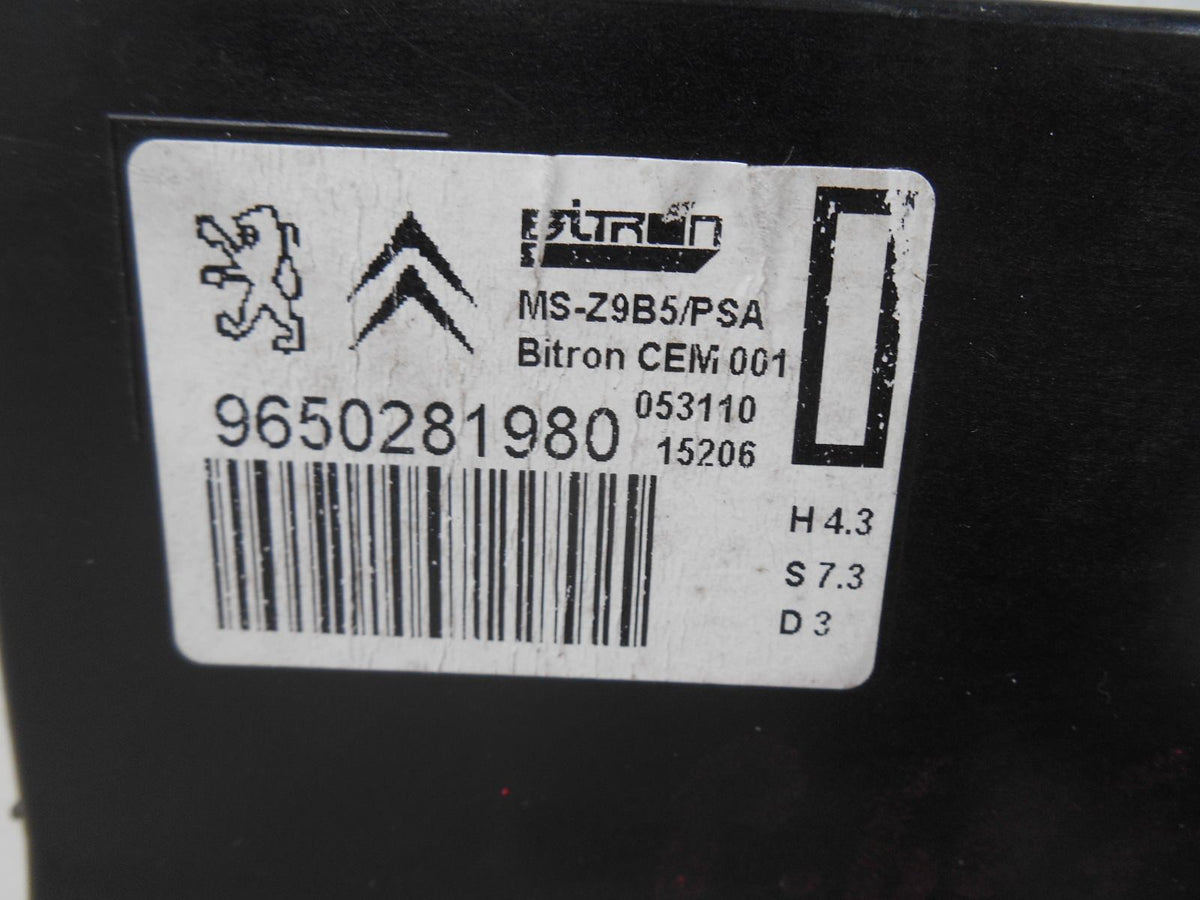 BiTRON
MS-Z9B5/PSA
Bitron CEM 001
9650281980
053110
15206
H 4.3
S 7.3
D 3